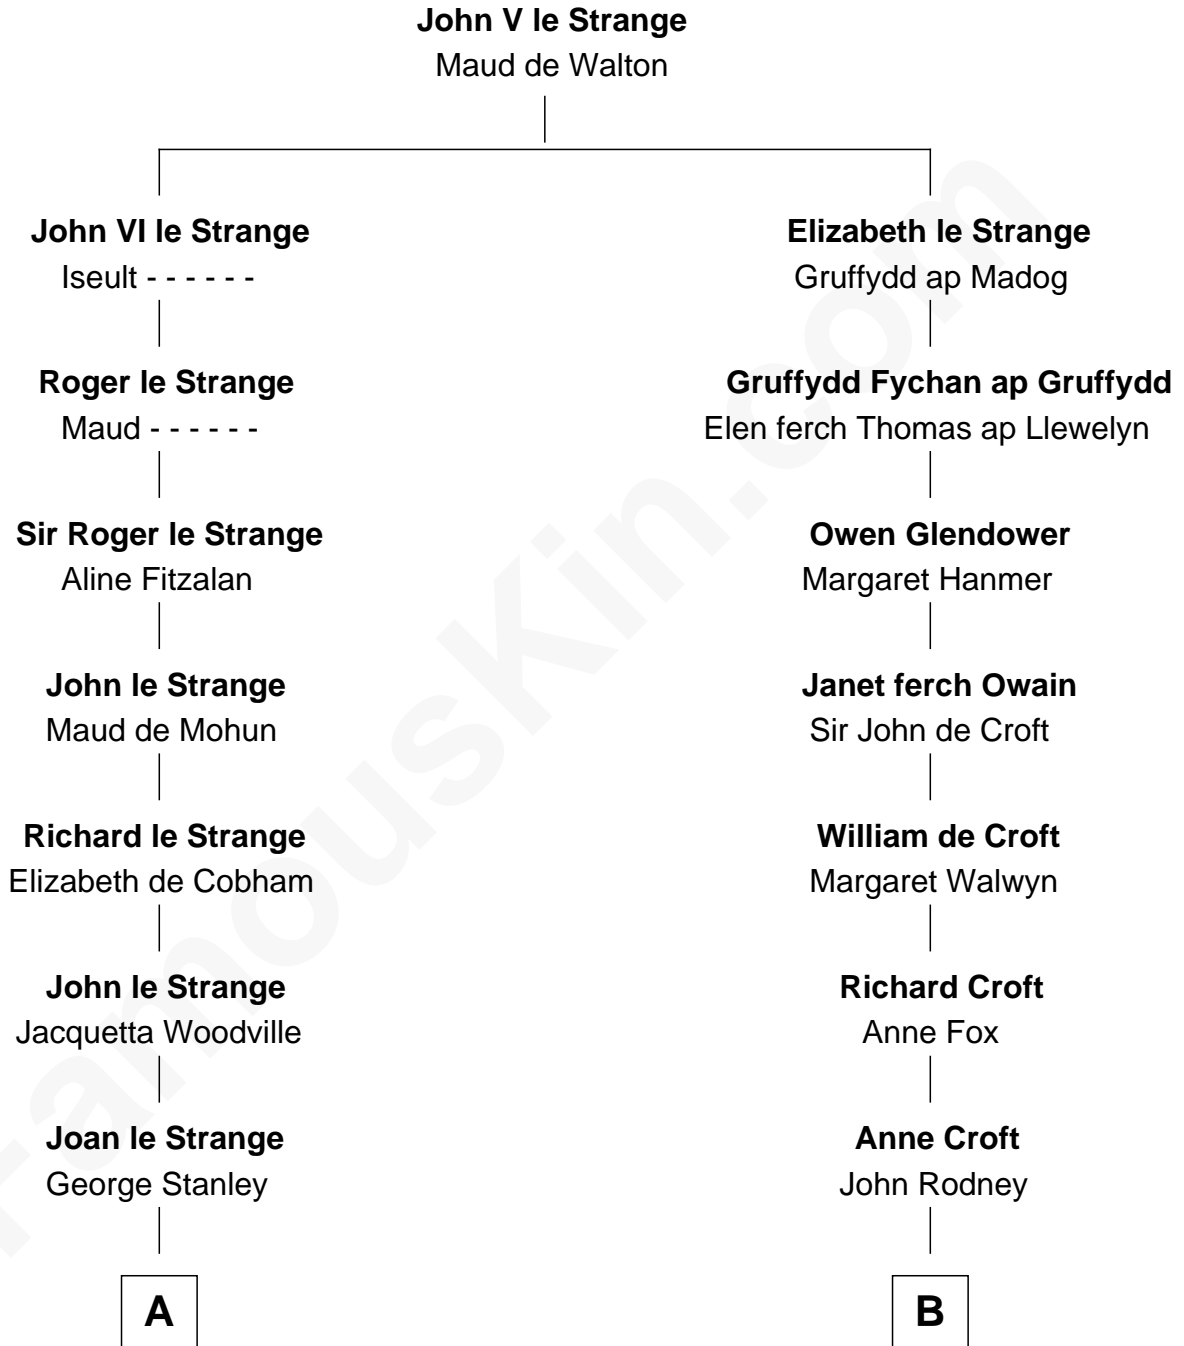 John V le Strange
Maud de Walton
John VI le Strange
Iseult - - - - - -
Roger le Strange
Maud - - - - - -
Sir Roger le Strange
Aline Fitzalan
John le Strange
Maud de Mohun
Richard le Strange
Elizabeth de Cobham
John le Strange
Jacquetta Woodville
Joan le Strange
George Stanley
A
Elizabeth le Strange
Gruffydd ap Madog
Gruffydd Fychan ap Gruffydd
Elen ferch Thomas ap Llewelyn
Owen Glendower
Margaret Hanmer
Janet ferch Owain
Sir John de Croft
William de Croft
Margaret Walwyn
Richard Croft
Anne Fox
Anne Croft
John Rodney
B
FamousKin.com